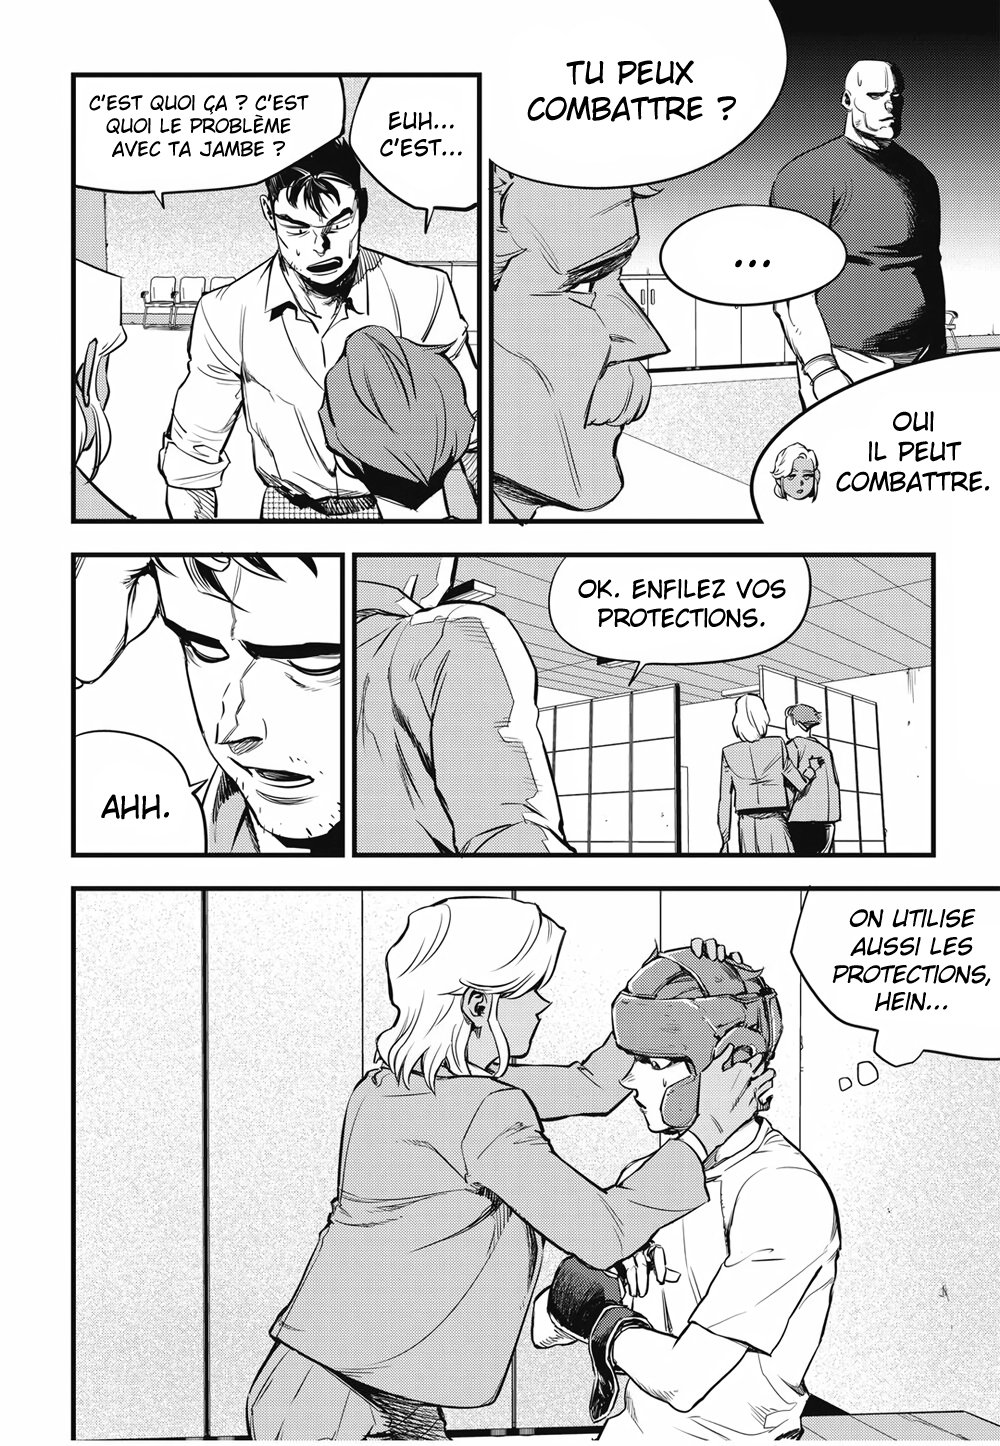 C'EST QUOI ÇA ? C'EST
QUOI LE PROBLÈME
AVEC TA JAMBE ?
EUH...
C'EST...
TU PEUX
COMBATTRE ?
...
OUI
IL PEUT
COMBATTRE.
AHH.
OK. ENFILEZ VOS
PROTECTIONS.
ON UTILISE
AUSSI LES
PROTECTIONS,
HEIN...